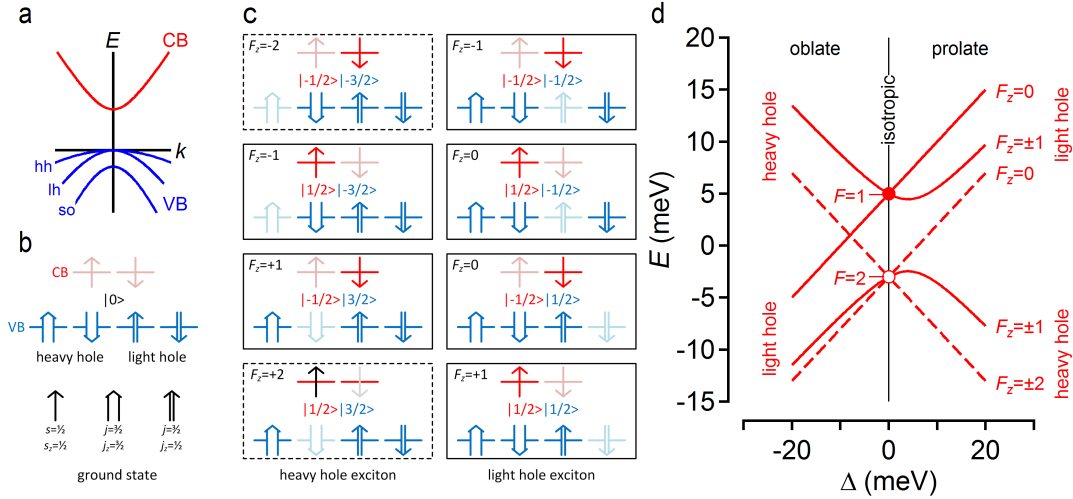 a
E
CB
k
hh
lh
so
VB
b
CB
|0>
VB
heavy hole light hole
s=½ j=³⁄₂ j=³⁄₂
s_z=½ j_z=³⁄₂ j_z=½
ground state
c
F_z=-2
|-1/2>|-3/2>
F_z=-1
|-1/2>|-1/2>
F_z=-1
|1/2>|-3/2>
F_z=0
|1/2>|-1/2>
F_z=+1
|-1/2>|3/2>
F_z=0
|-1/2>|1/2>
F_z=+2
|1/2>|3/2>
F_z=+1
|1/2>|1/2>
heavy hole exciton light hole exciton
d
20
15
10
5
0
-5
-10
-15
E (meV)
oblate
prolate
isotropic
heavy hole
light hole
F=1
F=2
F_z=0
F_z=±1
F_z=0
light hole
F_z=±1
F_z=±2
heavy hole
-20 0 20
Δ (meV)